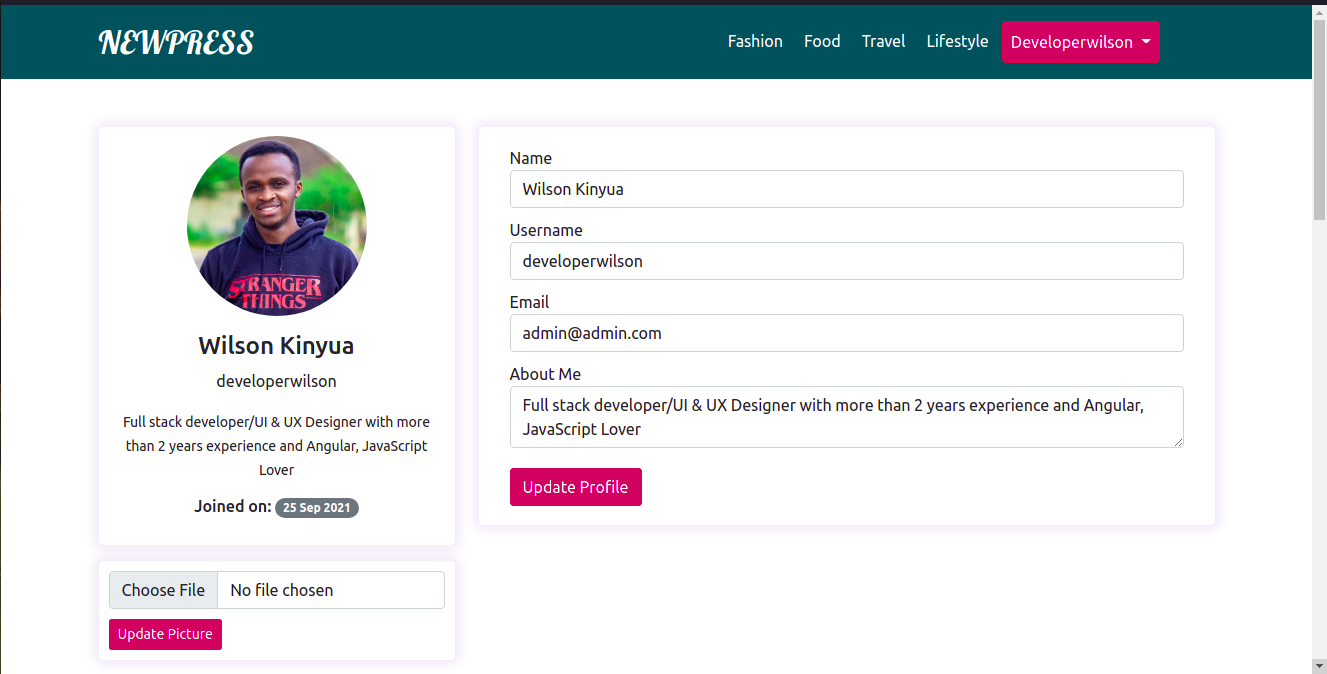 NEWPRESS
Fashion Food Travel Lifestyle Developerwilson
STRANGER
THINGS
Wilson Kinyua
developerwilson
Full stack developer/UI & UX Designer with more
than 2 years experience and Angular, JavaScript
Lover
Joined on: 25 Sep 2021
Choose File No file chosen
Update Picture
Name
Wilson Kinyua
Username
developerwilson
Email
admin@admin.com
About Me
Full stack developer/UI & UX Designer with more than 2 years experience and Angular,
JavaScript Lover
Update Profile